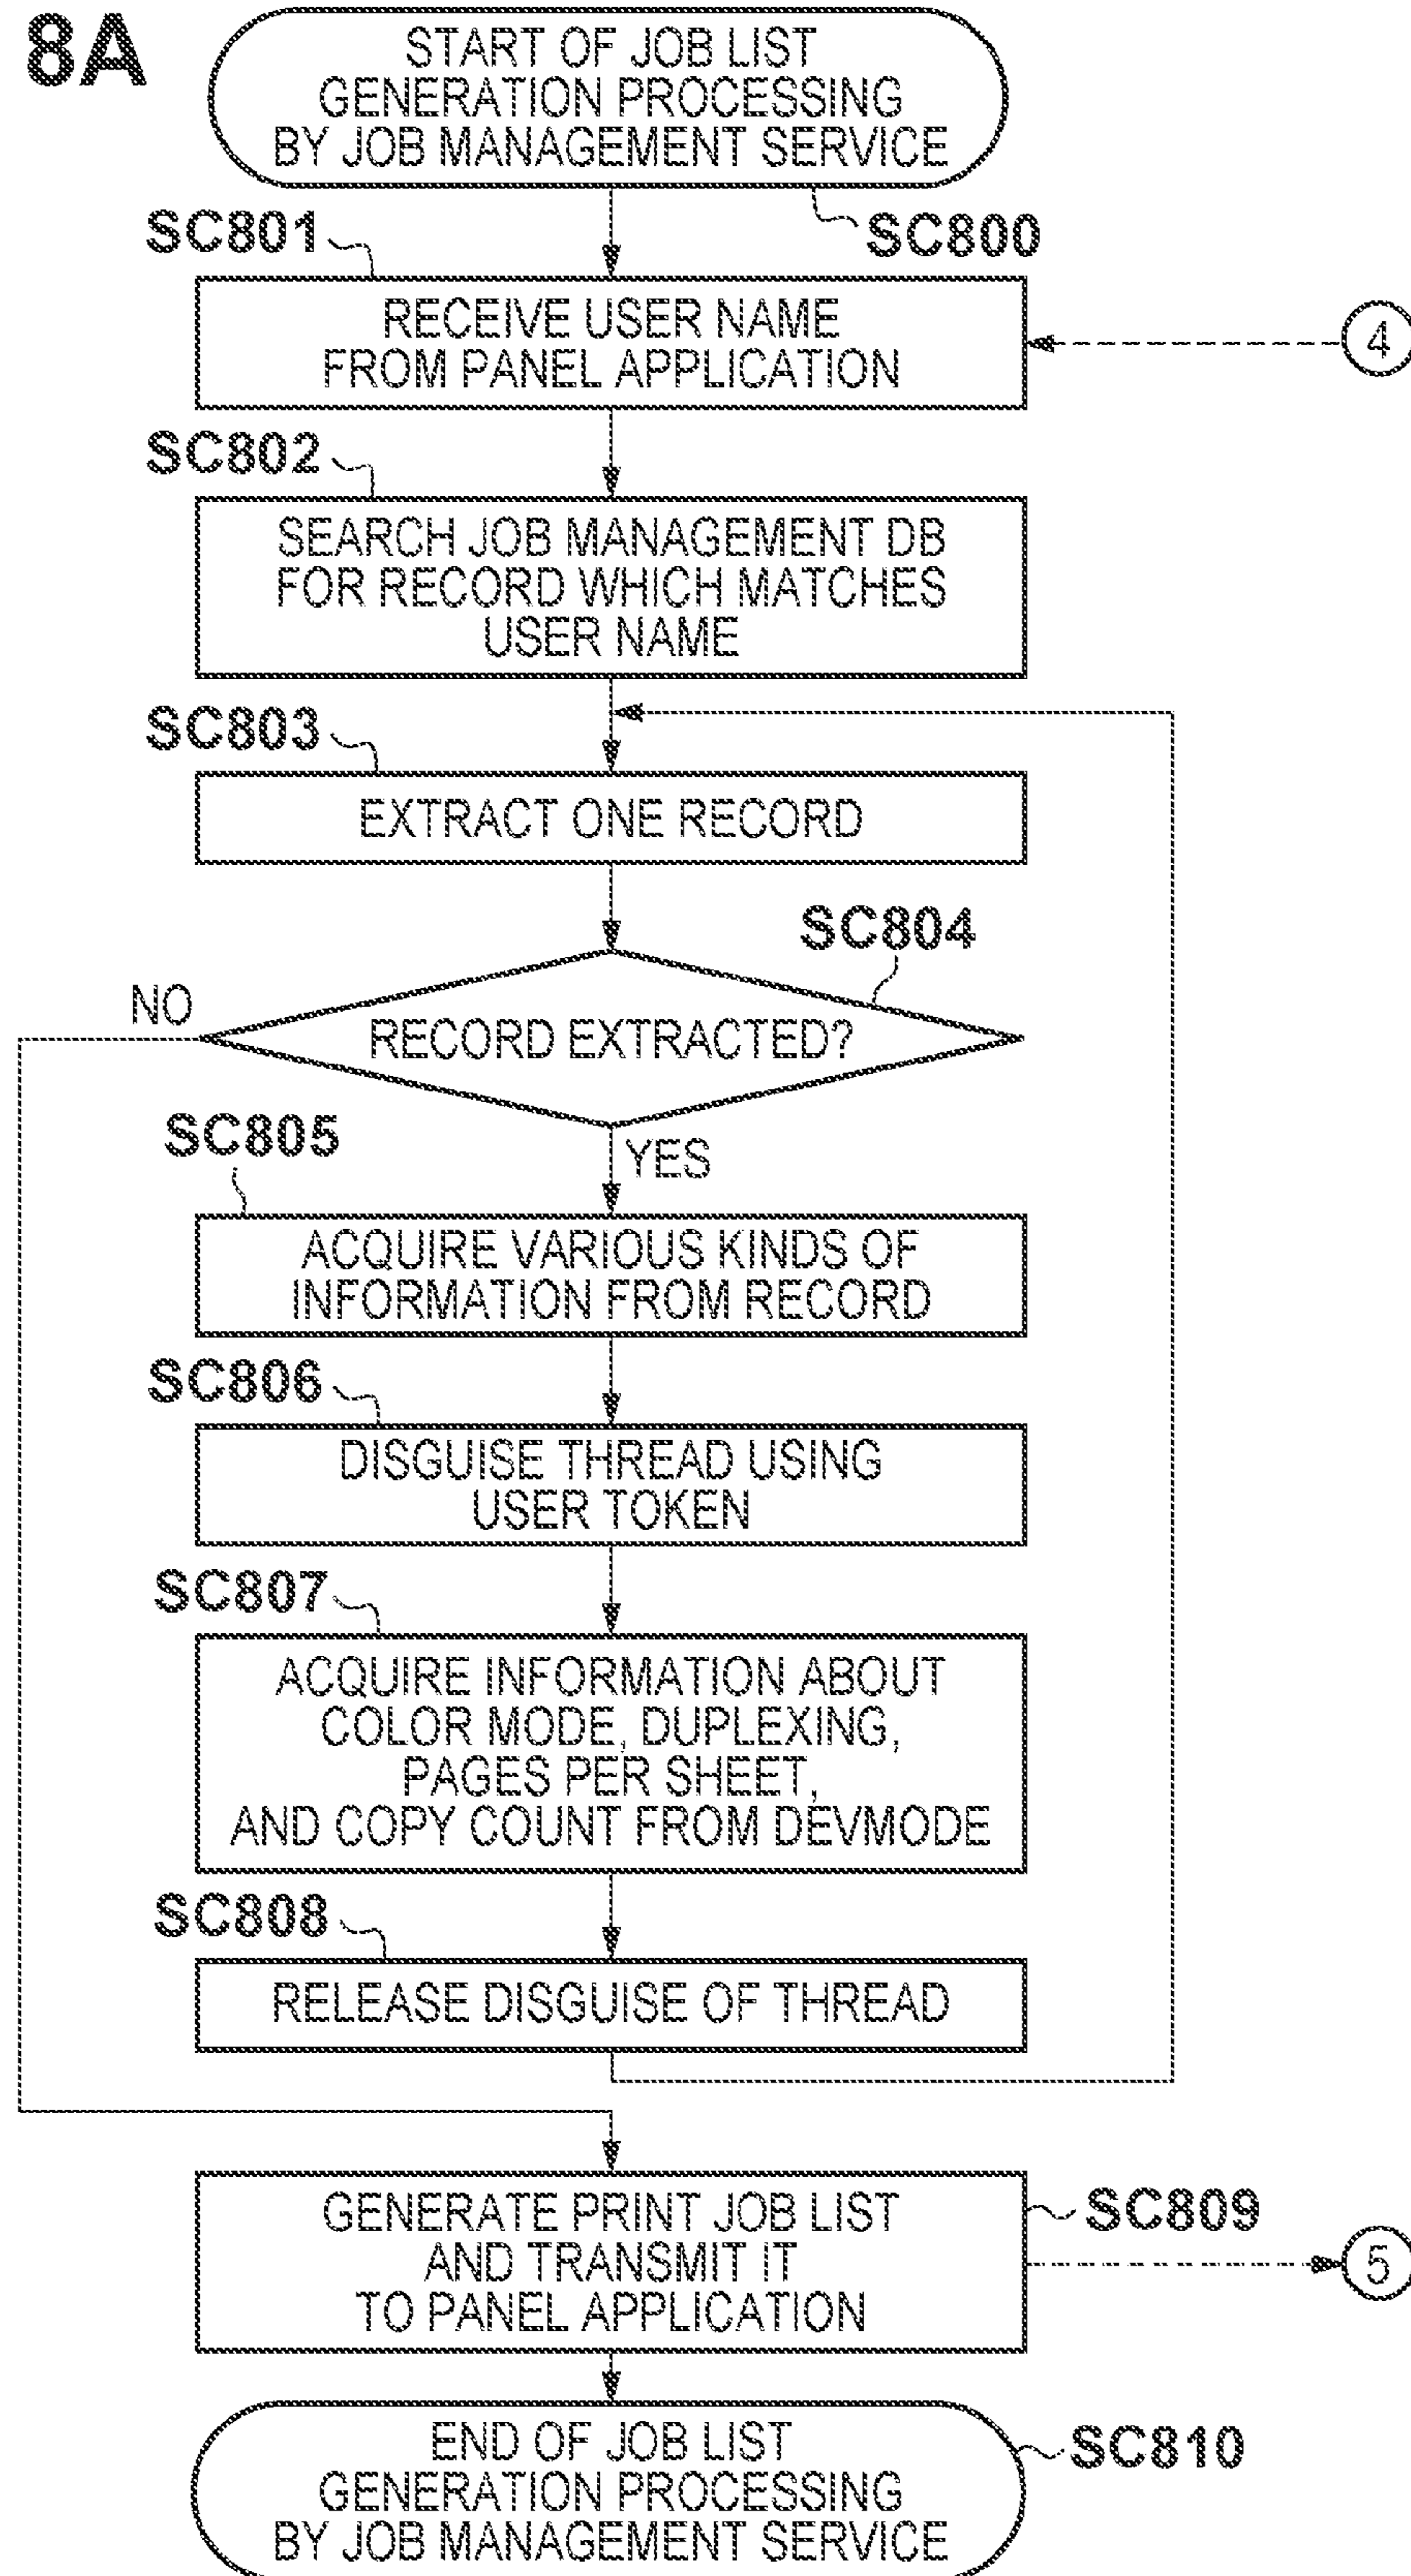 8A
START OF JOB LIST
GENERATION PROCESSING
BY JOB MANAGEMENT SERVICE
SC800
SC801
RECEIVE USER NAME
FROM PANEL APPLICATION
4
SC802
SEARCH JOB MANAGEMENT DB
FOR RECORD WHICH MATCHES
USER NAME
SC803
EXTRACT ONE RECORD
SC804
RECORD EXTRACTED?
NO
YES
SC805
ACQUIRE VARIOUS KINDS OF
INFORMATION FROM RECORD
SC806
DISGUISE THREAD USING
USER TOKEN
SC807
ACQUIRE INFORMATION ABOUT
COLOR MODE, DUPLEXING,
PAGES PER SHEET,
AND COPY COUNT FROM DEVMODE
SC808
RELEASE DISGUISE OF THREAD
GENERATE PRINT JOB LIST
AND TRANSMIT IT
TO PANEL APPLICATION
SC809
5
END OF JOB LIST
GENERATION PROCESSING
BY JOB MANAGEMENT SERVICE
SC810